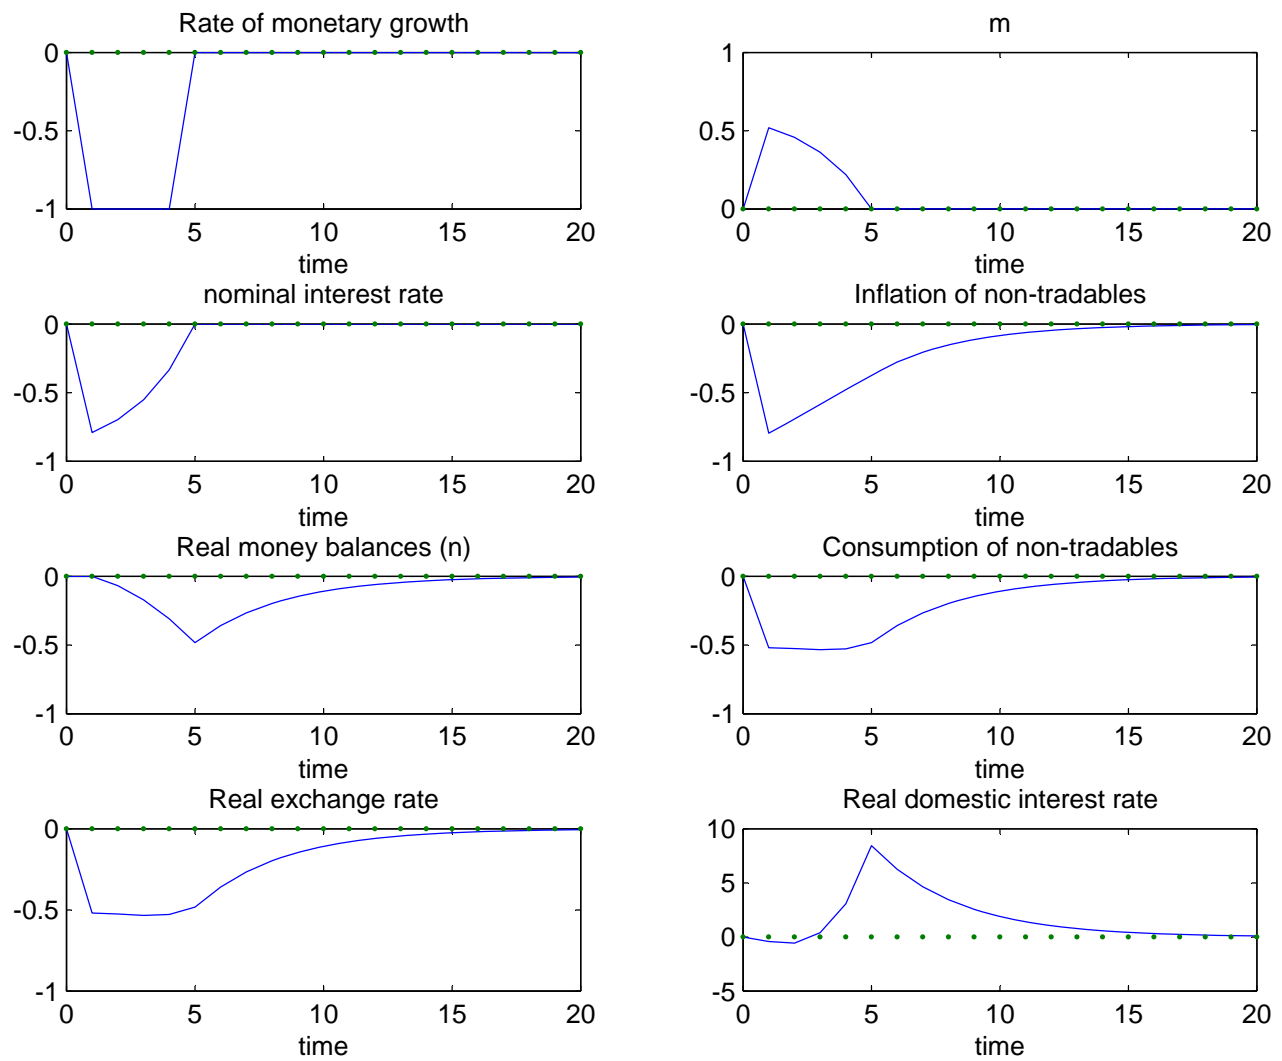 Rate of monetary growth
0
-0.5
-1
0 5 10 15 20
time
m
1
0.5
0
0 5 10 15 20
time
nominal interest rate
0
-0.5
-1
0 5 10 15 20
time
Inflation of non-tradables
0
-0.5
-1
0 5 10 15 20
time
Real money balances (n)
0
-0.5
-1
0 5 10 15 20
time
Consumption of non-tradables
0
-0.5
-1
0 5 10 15 20
time
Real exchange rate
0
-0.5
-1
0 5 10 15 20
time
Real domestic interest rate
10
5
0
-5
0 5 10 15 20
time